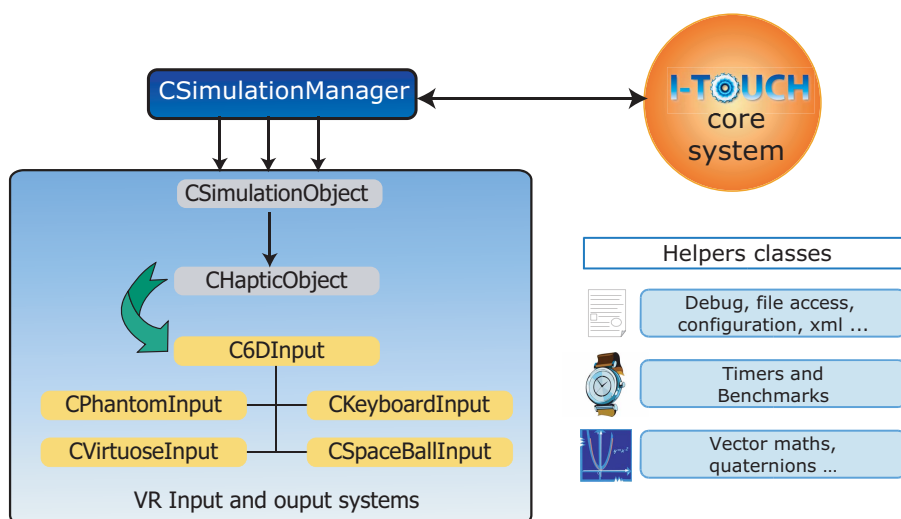 CSimulationManager
I-TOUCH
core
system
CSimulationObject
CHapticObject
C6DInput
CPhantomInput
CKeyboardInput
CVirtuoseInput
CSpaceBallInput
VR Input and ouput systems
Helpers classes
Debug, file access,
configuration, xml ...
Timers and
Benchmarks
Vector maths,
quaternions ...